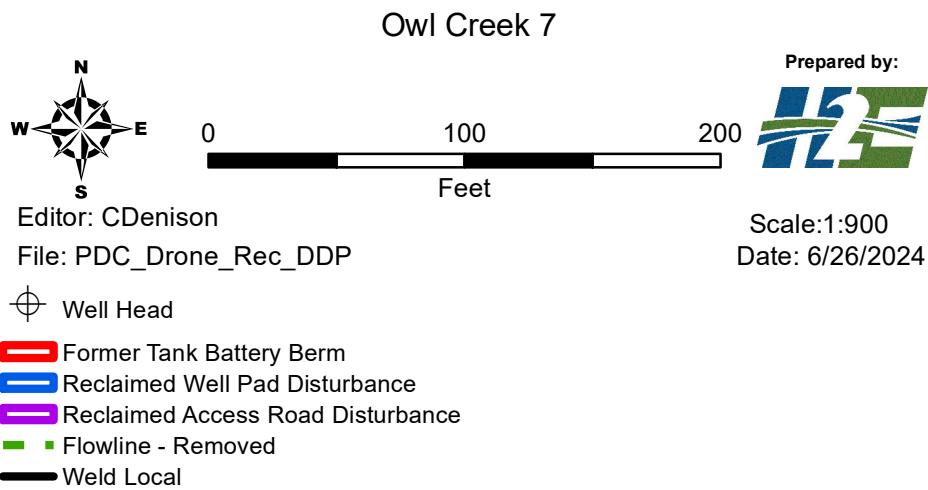 Owl Creek 7
Prepared by:
N
W E
S
0 100 200
Feet
H2E
Editor: CDenison
File: PDC_Drone_Rec_DDP
Scale:1:900
Date: 6/26/2024
Well Head
Former Tank Battery Berm
Reclaimed Well Pad Disturbance
Reclaimed Access Road Disturbance
Flowline - Removed
Weld Local